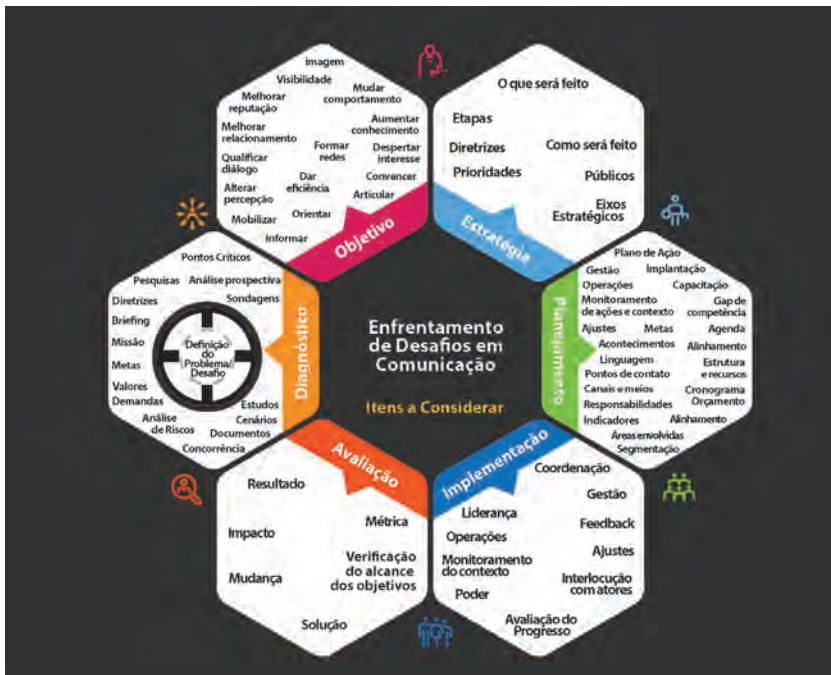 Enfrentamento
de Desafios em
Comunicação
Itens a Considerar
Diagnóstico
Pontos Críticos
Pesquisas
Análise prospectiva
Diretrizes
Sondagens
Briefing
Missão
Definição
do
Problema/
Desafio
Metas
Valores
Demandas
Estudos
Análise
de Riscos
Cenários
Documentos
Concorrência
Objetivo
imagem
Visibilidade
Melhorar
reputação
Mudar
comportamento
Melhorar
relacionamento
Aumentar
conhecimento
Formar
redes
Despertar
interesse
Qualificar
diálogo
Dar
eficiência
Convencer
Alterar
percepção
Articular
Mobilizar
Orientar
Informar
Estratégia
O que será feito
Etapas
Diretrizes
Como será feito
Prioridades
Públicos
Eixos
Estratégicos
Planejamento
Plano de Ação
Gestão
Implantação
Operações
Capacitação
Monitoramento
de ações e contexto
Gap de
competência
Ajustes
Metas
Agenda
Acontecimentos
Alinhamento
Linguagem
Estrutura
e recursos
Pontos de contato
Canais e meios
Cronograma
Orçamento
Responsabilidades
Indicadores
Alinhamento
Áreas envolvidas
Segmentação
Implementação
Coordenação
Gestão
Liderança
Feedback
Operações
Ajustes
Monitoramento
do contexto
Interlocução
com atores
Poder
Avaliação do
Progresso
Avaliação
Resultado
Métrica
Impacto
Verificação
do alcance
dos objetivos
Mudança
Solução